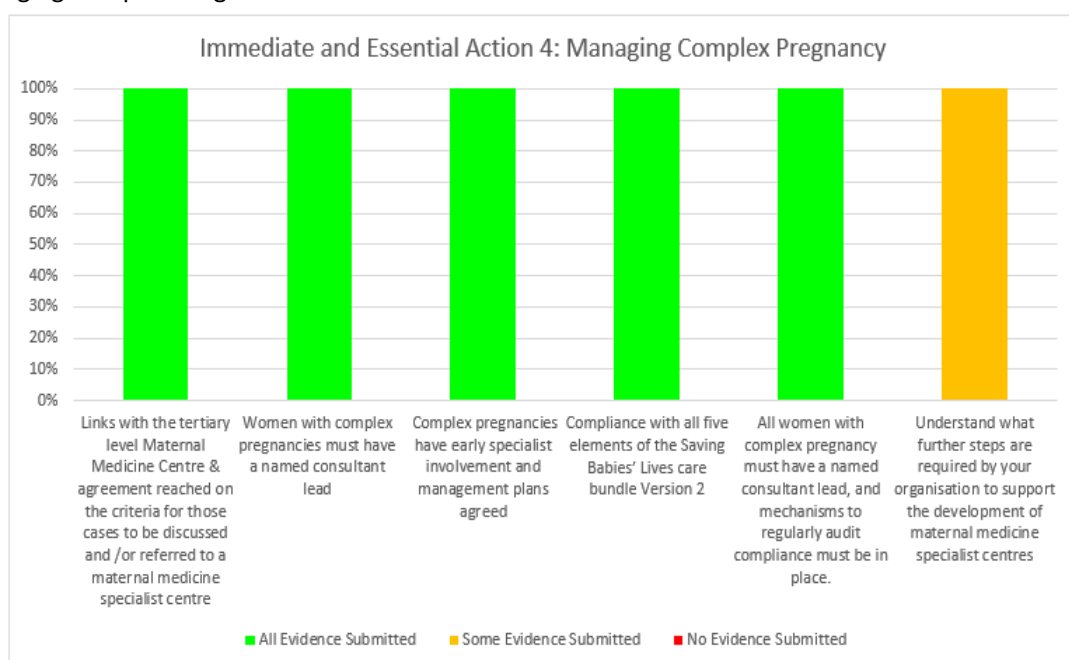 Immediate and Essential Action 4: Managing Complex Pregnancy
100%
90%
80%
70%
60%
50%
40%
30%
20%
10%
0%
Links with the tertiary
level Maternal
Medicine Centre &
agreement reached on
the criteria for those
cases to be discussed
and /or referred to a
maternal medicine
specialist centre
Women with complex
pregnancies must have
a named consultant
lead
Complex pregnancies
have early specialist
involvement and
management plans
agreed
Compliance with all five
elements of the Saving
Babies’ Lives care
bundle Version 2
All women with
complex pregnancy
must have a named
consultant lead, and
mechanisms to
regularly audit
compliance must be in
place.
Understand what
further steps are
required by your
organisation to support
the development of
maternal medicine
specialist centres
All Evidence Submitted
Some Evidence Submitted
No Evidence Submitted